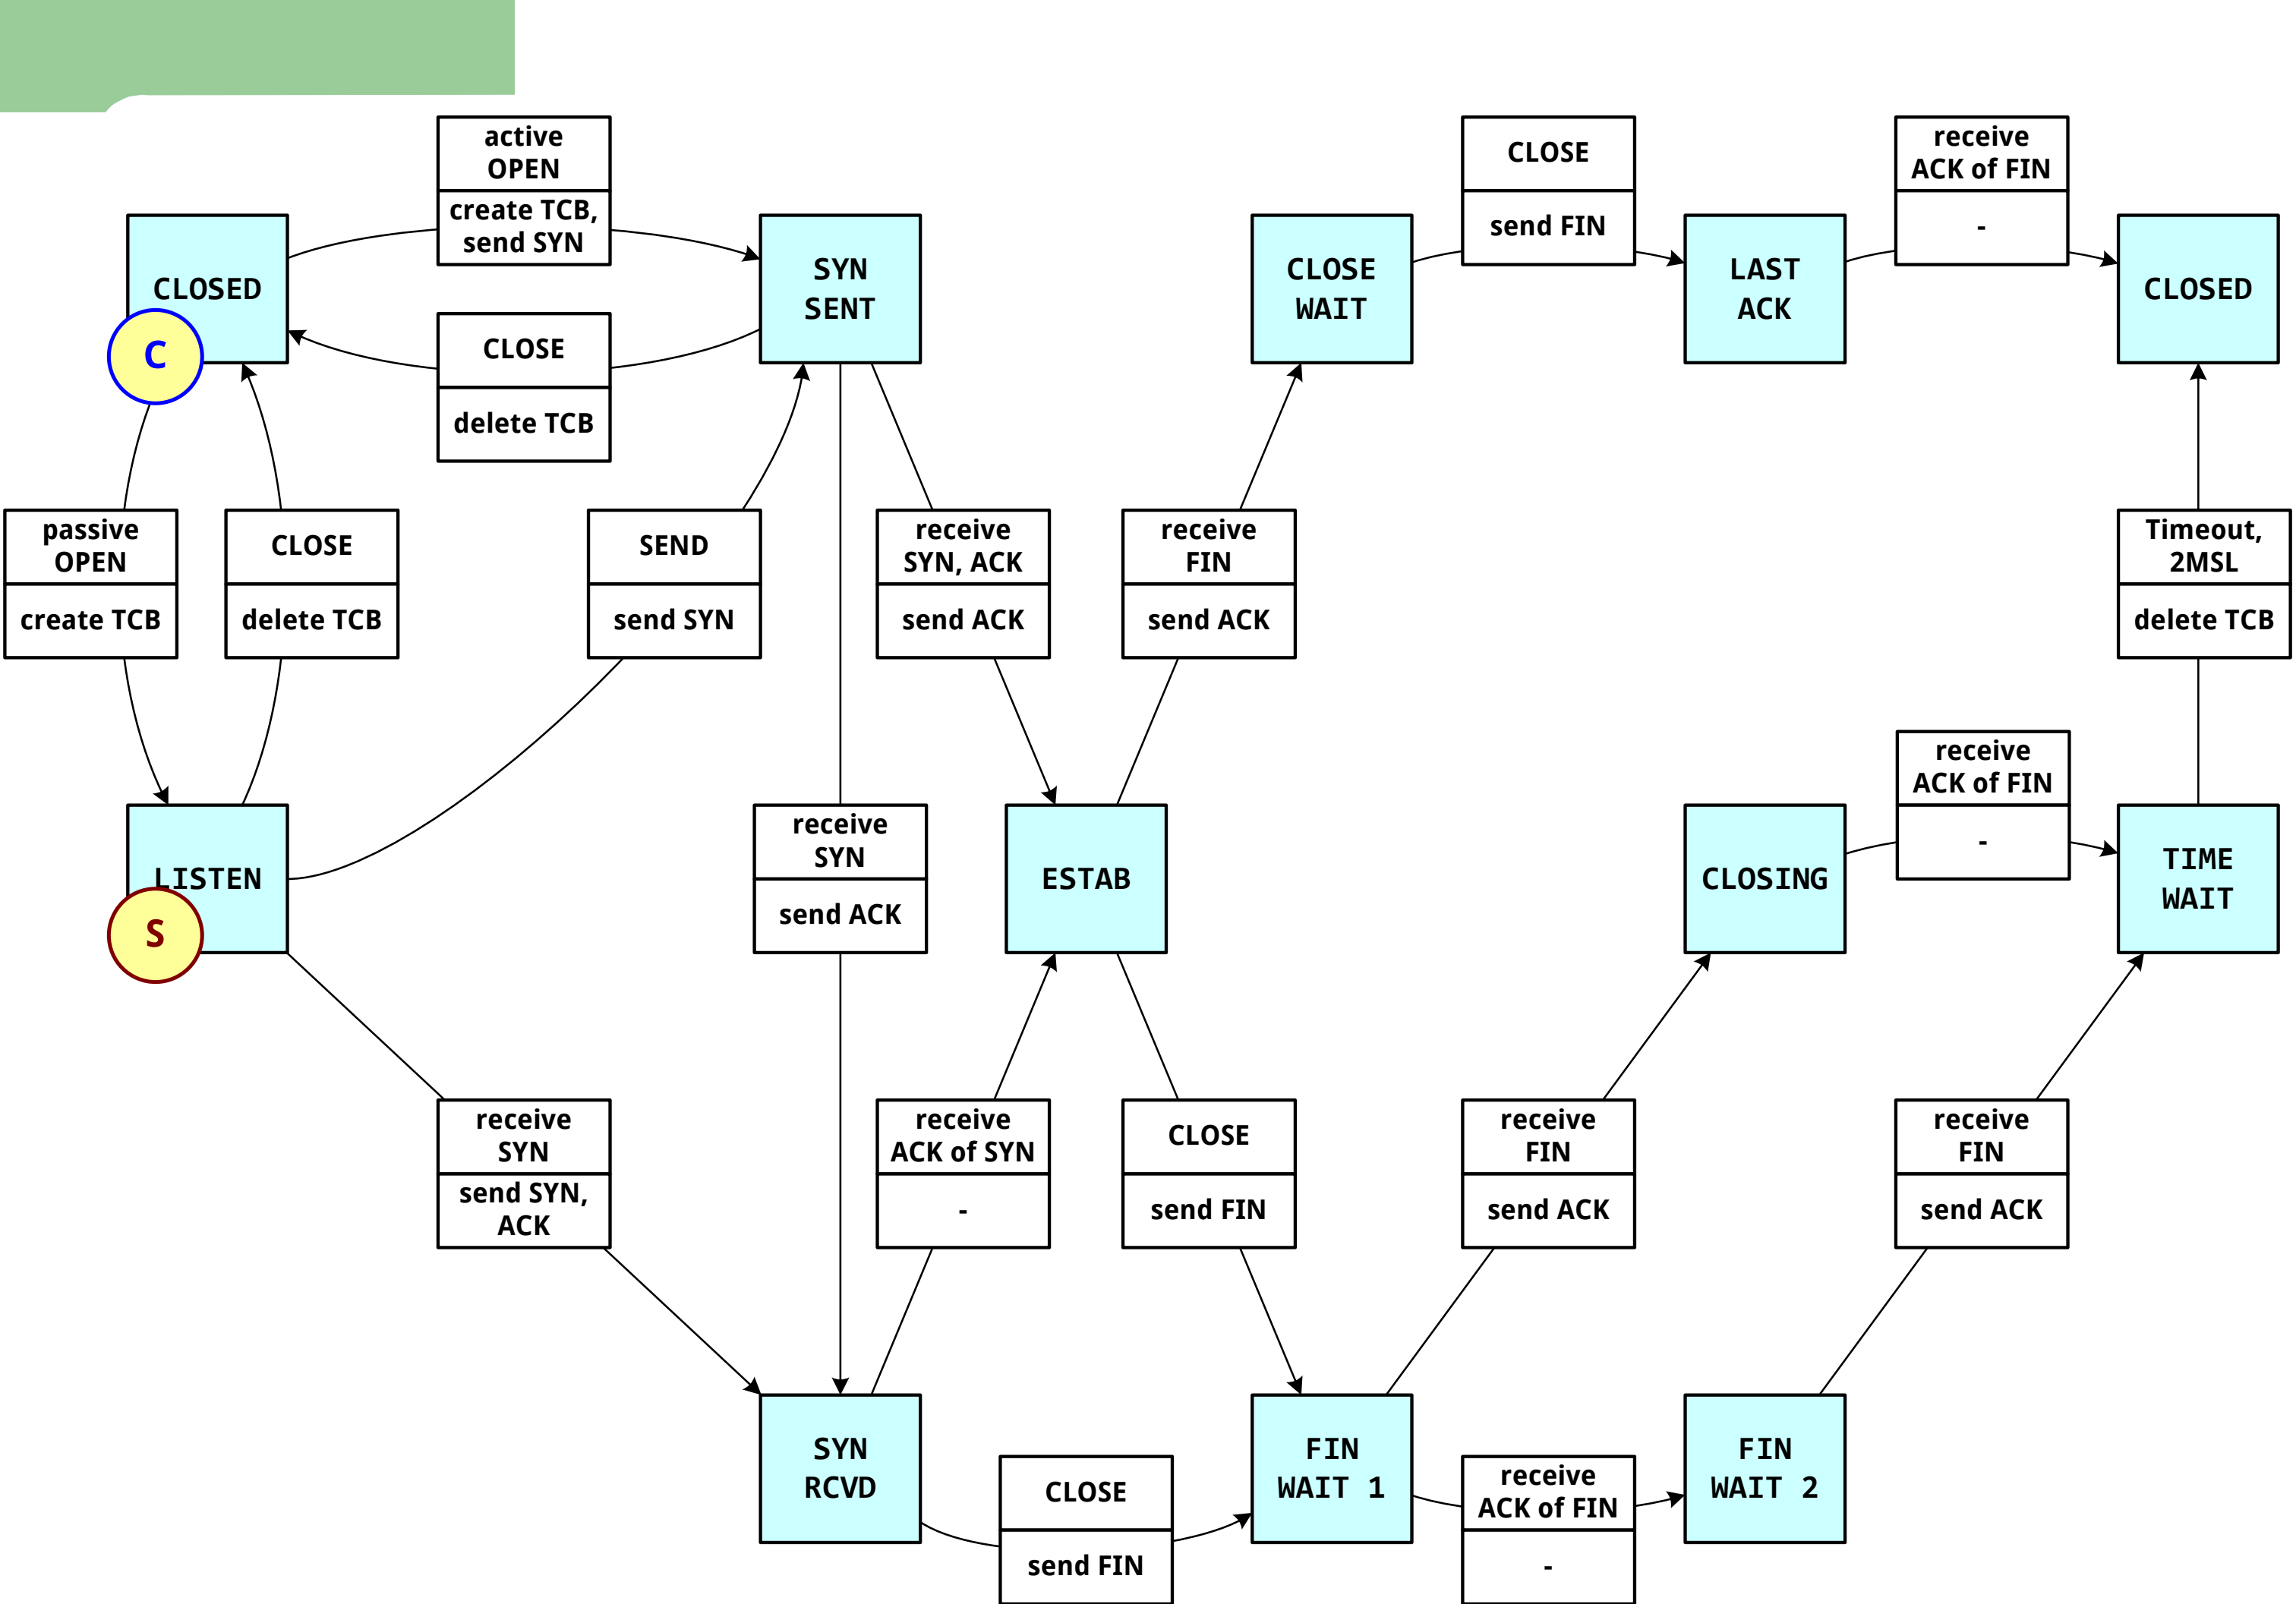 active
OPEN
create TCB,
send SYN
CLOSE
send FIN
receive
ACK of FIN
-
CLOSED
C
SYN
SENT
CLOSE
WAIT
LAST
ACK
CLOSED
CLOSE
delete TCB
passive
OPEN
create TCB
CLOSE
delete TCB
SEND
send SYN
receive
SYN, ACK
send ACK
receive
FIN
send ACK
Timeout,
2MSL
delete TCB
receive
ACK of FIN
-
LISTEN
S
receive
SYN
send ACK
ESTAB
CLOSING
TIME
WAIT
receive
SYN
send SYN,
ACK
receive
ACK of SYN
-
CLOSE
send FIN
receive
FIN
send ACK
receive
FIN
send ACK
SYN
RCVD
CLOSE
send FIN
FIN
WAIT 1
receive
ACK of FIN
-
FIN
WAIT 2